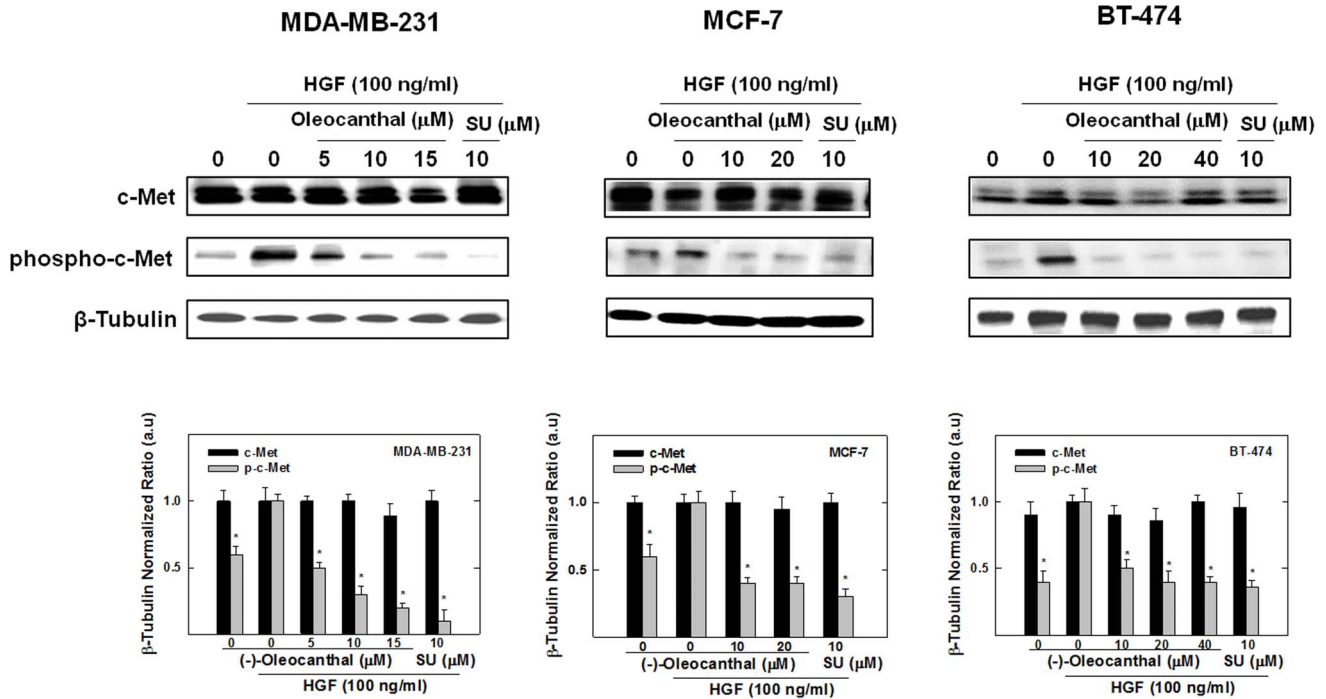 MDA-MB-231
MCF-7
BT-474
HGF (100 ng/ml)
Oleocanthal (μM) SU (μM)
0 0 5 10 15 10
HGF (100 ng/ml)
Oleocanthal (μM) SU (μM)
0 0 10 20 10
HGF (100 ng/ml)
Oleocanthal (μM) SU (μM)
0 0 10 20 40 10
c-Met
phospho-c-Met
β-Tubulin
β-Tubulin Normalized Ratio (a.u)
c-Met MDA-MB-231
p-c-Met
1.0
0.5
0 0 5 10 15 10
(-)-Oleocanthal (μM) SU (μM)
HGF (100 ng/ml)
β-Tubulin Normalized Ratio (a.u)
c-Met MCF-7
p-c-Met
1.0
0.5
0 0 10 20 10
(-)-Oleocanthal (μM) SU (μM)
HGF (100 ng/ml)
β-Tubulin Normalized Ratio (a.u)
c-Met BT-474
p-c-Met
1.0
0.5
0 0 10 20 40 10
(-)-Oleocanthal (μM) SU (μM)
HGF (100 ng/ml)